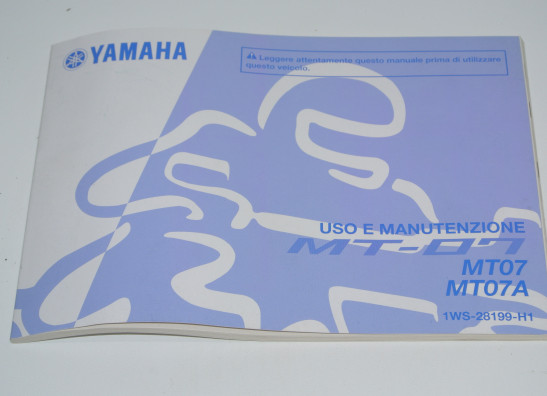 YAMAHA
Leggere attentamente questo manuale prima di utilizzare
questo veicolo.
USO E MANUTENZIONE
MT-07
MT07
MT07A
1WS-28199-H1